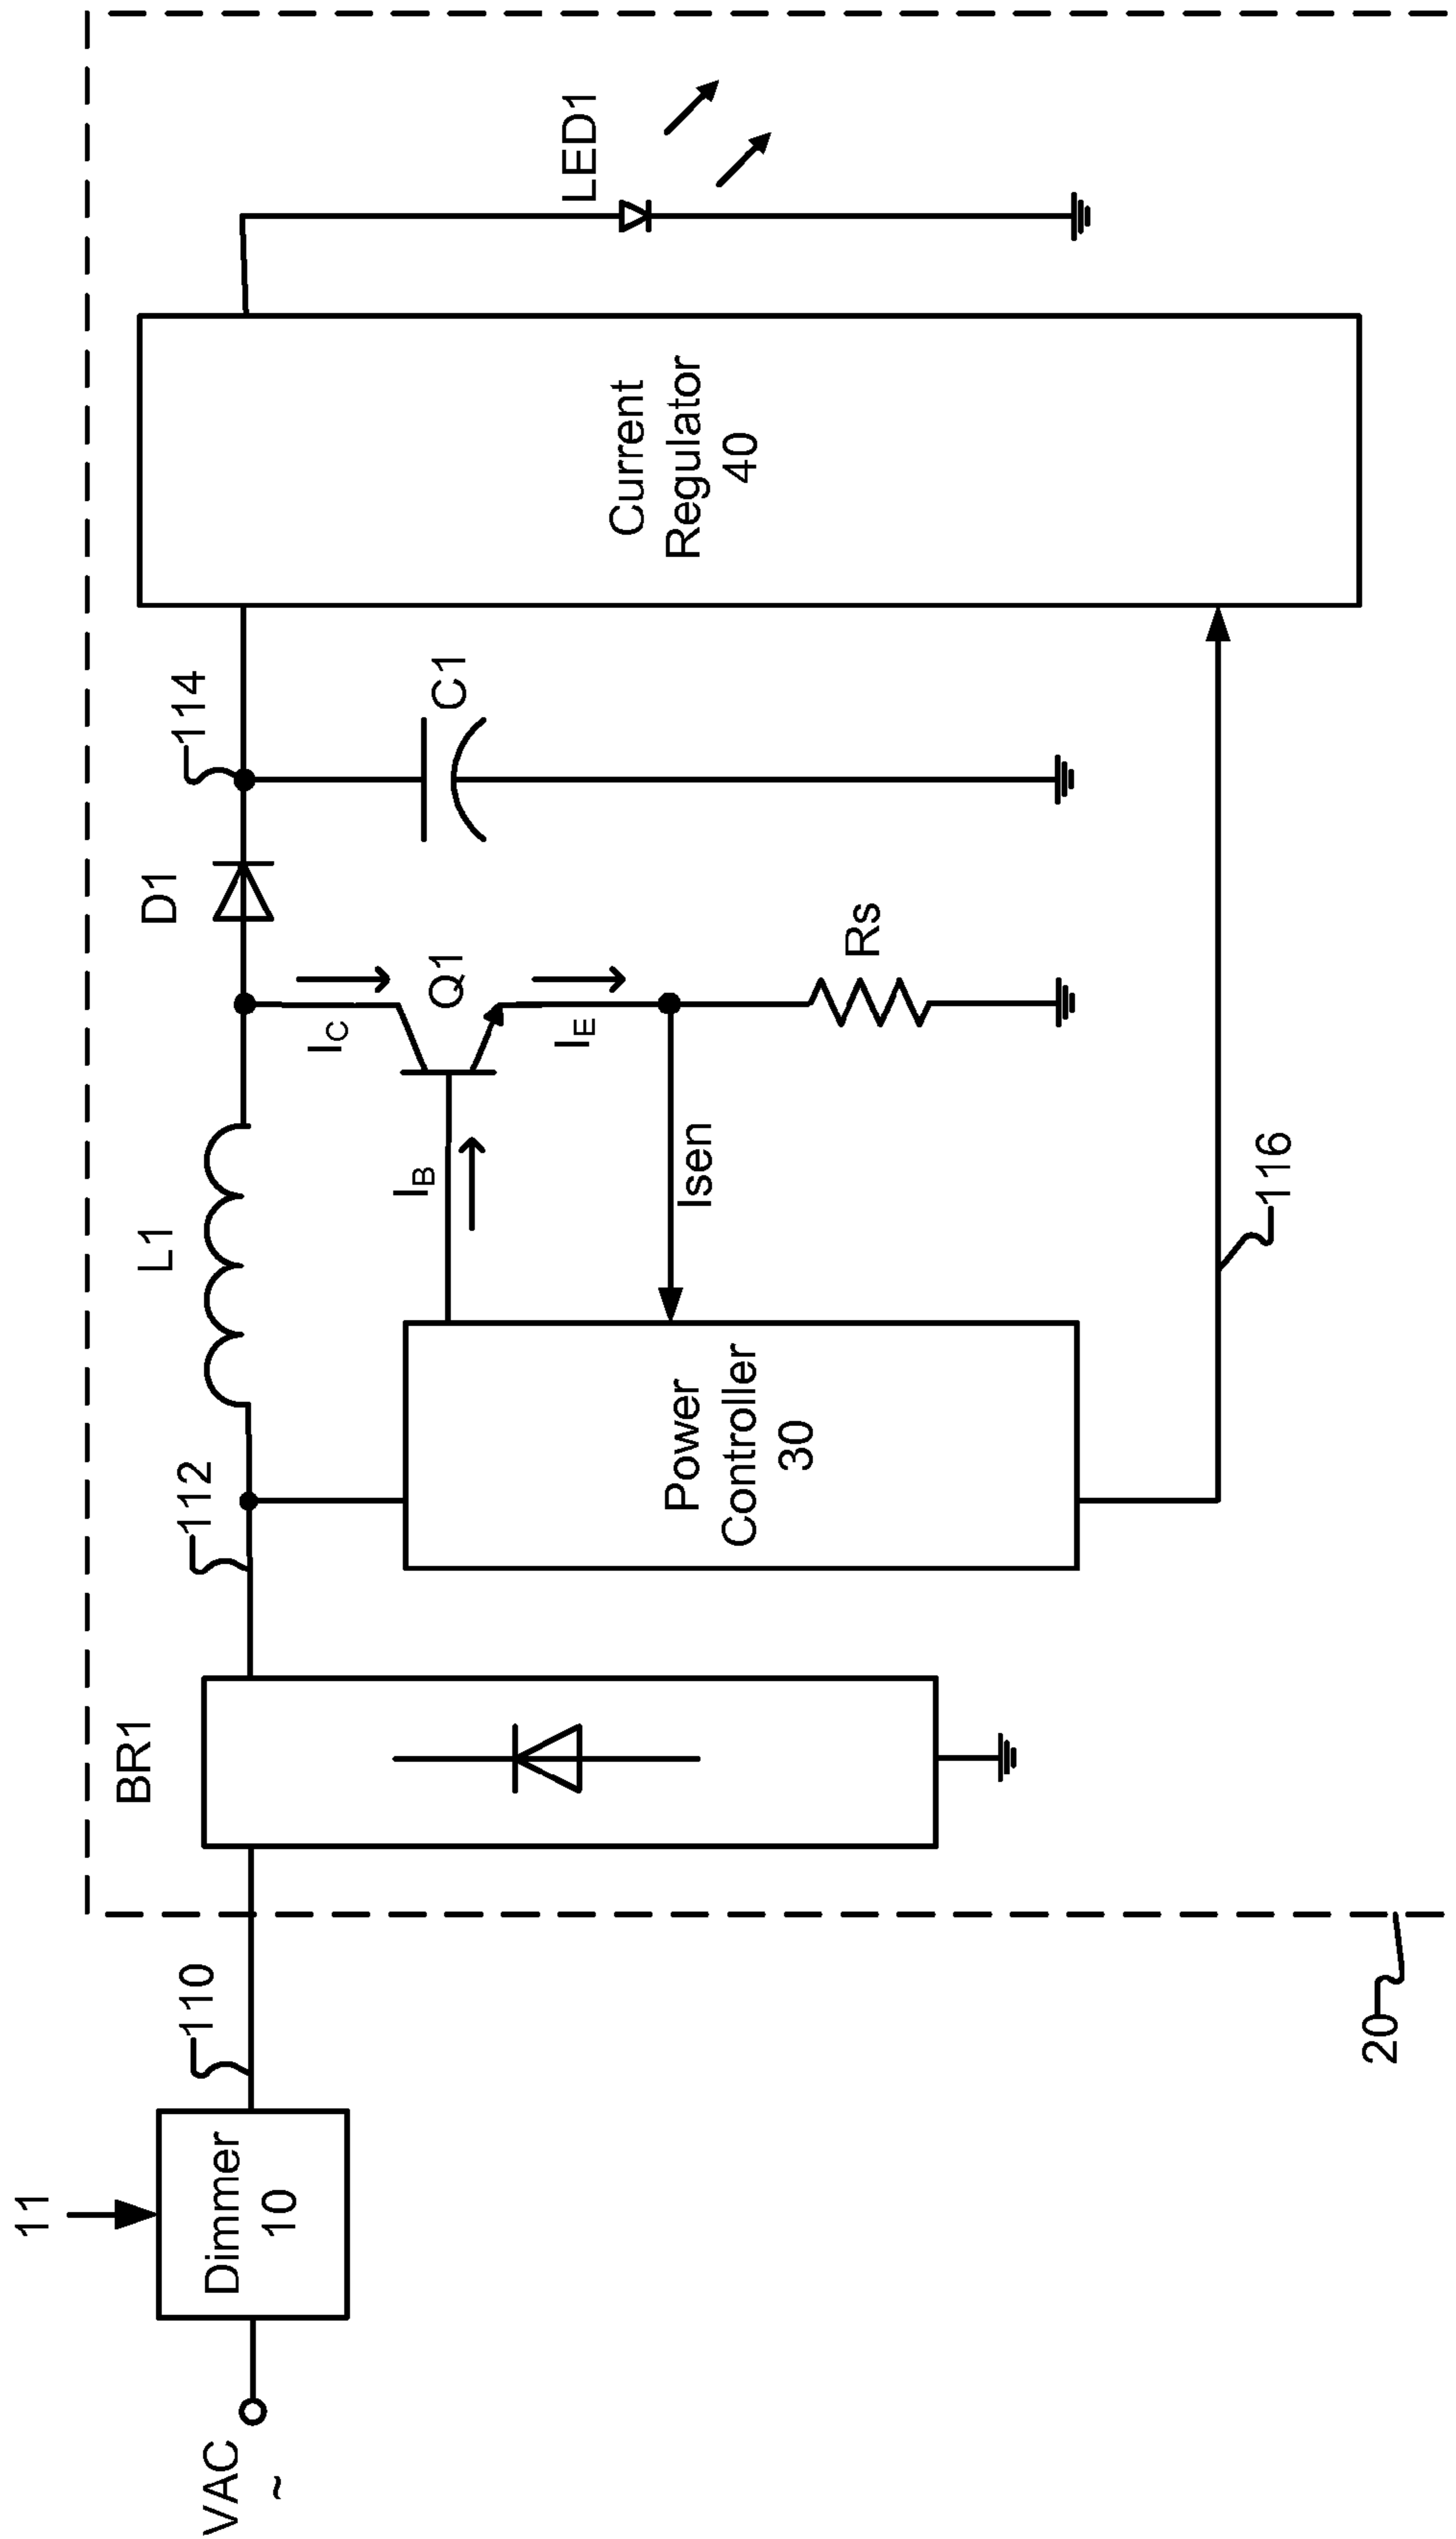 VAC
~
11
Dimmer
10
110
20
BR1
112
L1
D1
114
Power
Controller
30
IB
IC
Q1
IE
Isen
Rs
C1
116
Current
Regulator
40
LED1